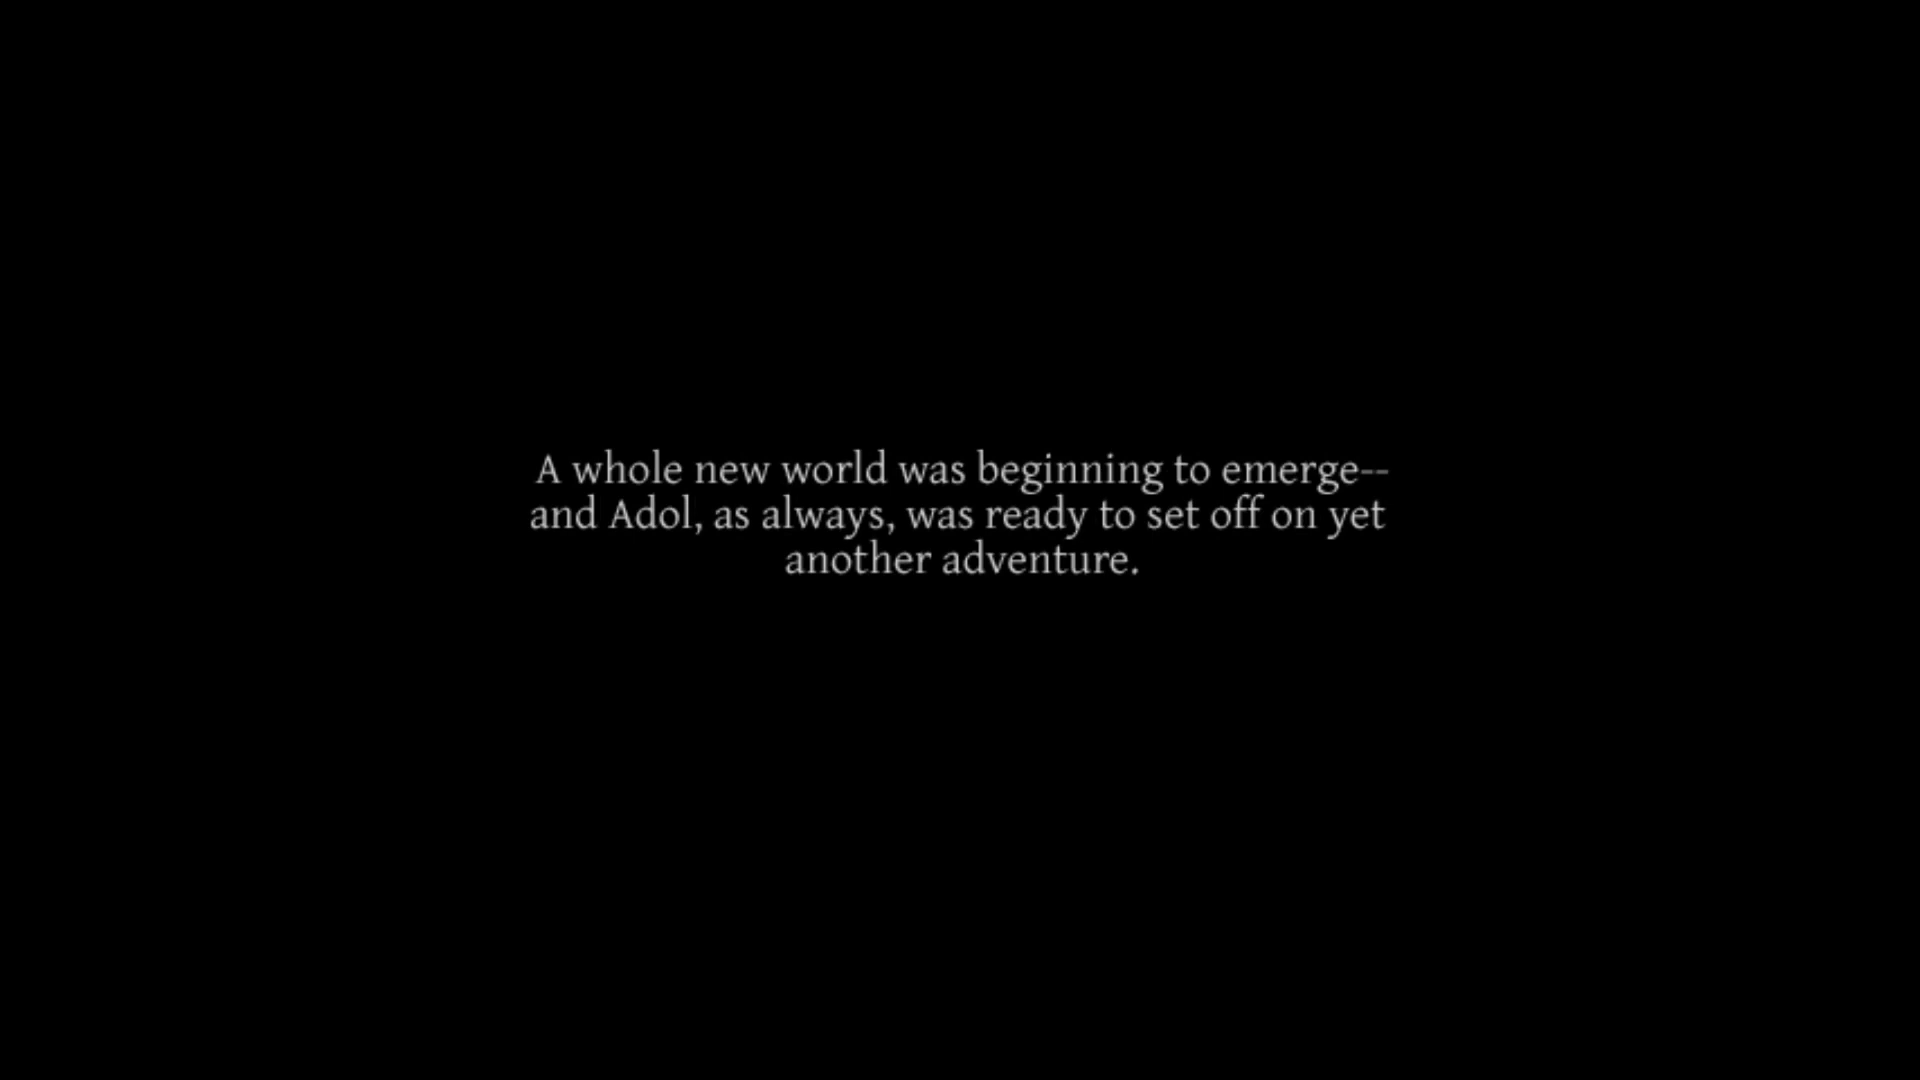 A whole new world was beginning to emerge--
and Adol, as always, was ready to set off on yet
another adventure.